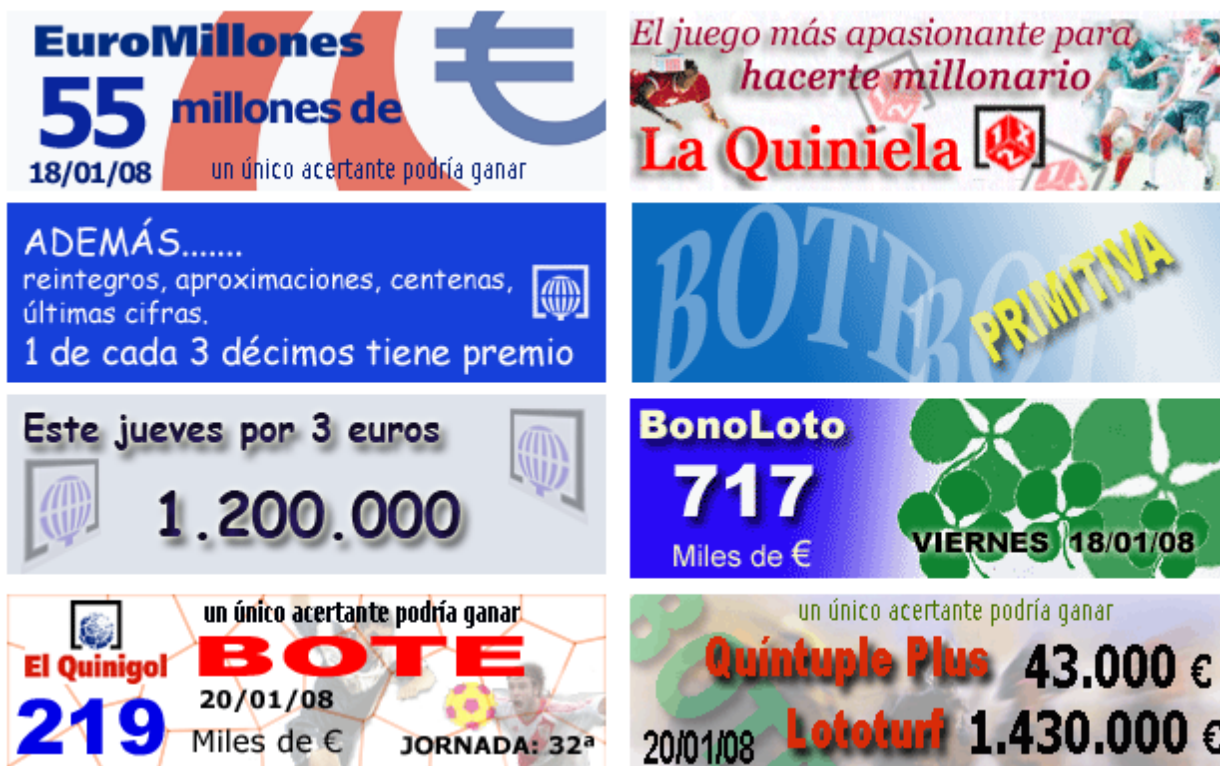 EuroMillones
55 millones de
18/01/08 un único acertante podría ganar
El juego más apasionante para
hacerte millonario
La Quiniela
ADEMÁS.......
reintegros, aproximaciones, centenas,
últimas cifras.
1 de cada 3 décimos tiene premio
BOTE BOTE
PRIMITIVA
Este jueves por 3 euros
1.200.000
BonoLoto
717
Miles de €
VIERNES 18/01/08
un único acertante podría ganar
El Quinigol
BOTE
20/01/08
219 Miles de € JORNADA: 32ª
BOTE
un único acertante podría ganar
Quíntuple Plus 43.000 €
20/01/08 Lototurf 1.430.000 €